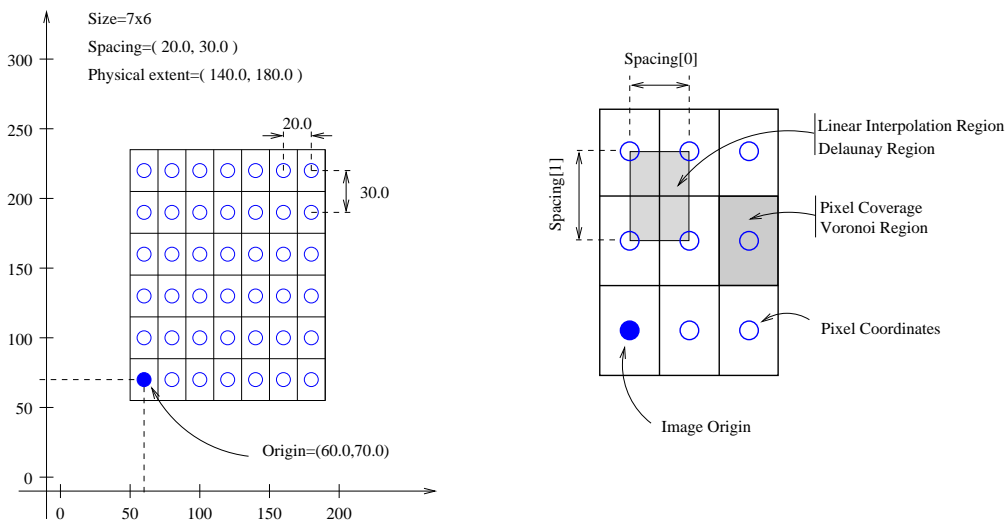 Size=7x6
Spacing=( 20.0, 30.0 )
Physical extent=( 140.0, 180.0 )
300
250
200
150
100
50
0
0
50
100
150
200
20.0
30.0
Origin=(60.0,70.0)
Spacing[0]
Spacing[1]
Linear Interpolation Region
Delaunay Region
Pixel Coverage
Voronoi Region
Pixel Coordinates
Image Origin